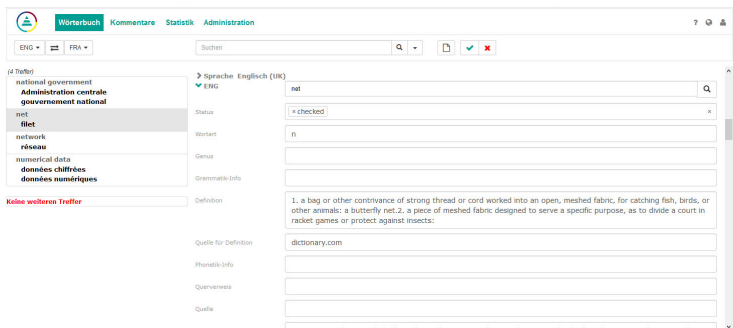 Wörterbuch Kommentare Statistik Administration ?
ENG FRA Suchen
(4 Treffer)
national government
Administration centrale
gouvernement national
net
filet
network
réseau
numerical data
données chiffrées
données numériques
Keine weiteren Treffer
Sprache Englisch (UK)
ENG net
Status × checked ×
Wortart n
Genus
Grammatik-Info
Definition
1. a bag or other contrivance of strong thread or cord worked into an open, meshed fabric, for catching fish, birds, or
other animals: a butterfly net.2. a piece of meshed fabric designed to serve a specific purpose, as to divide a court in
racket games or protect against insects:
Quelle für Definition dictionary.com
Phonetik-Info
Querverweis
Quelle